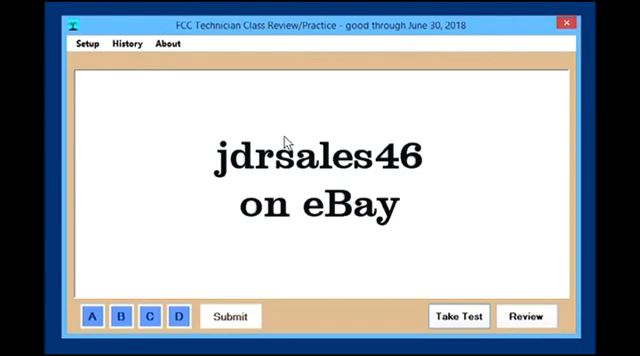 FCC Technician Class Review/Practice - good through June 30, 2018
Setup History About
jdrsales46
on eBay
A B C D Submit Take Test Review